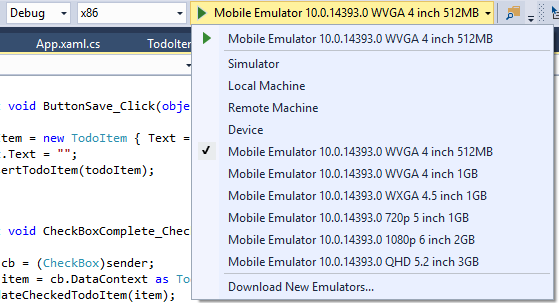 Debug x86 Mobile Emulator 10.0.14393.0 WVGA 4 inch 512MB
App.xaml.cs
Mobile Emulator 10.0.14393.0 WVGA 4 inch 512MB
Simulator
Local Machine
Remote Machine
Device
Mobile Emulator 10.0.14393.0 WVGA 4 inch 512MB
Mobile Emulator 10.0.14393.0 WVGA 4 inch 1GB
Mobile Emulator 10.0.14393.0 WXGA 4.5 inch 1GB
Mobile Emulator 10.0.14393.0 720p 5 inch 1GB
Mobile Emulator 10.0.14393.0 1080p 6 inch 2GB
Mobile Emulator 10.0.14393.0 QHD 5.2 inch 3GB
Download New Emulators...
void ButtonSave_Click(obje
tem = new TodoItem { Text =
.Text = "";
sertTodoItem(todoItem);
void CheckBoxComplete_Chec
cb = (CheckBox)sender;
item = cb.DataContext as To
dateCheckedTodoItem(item);